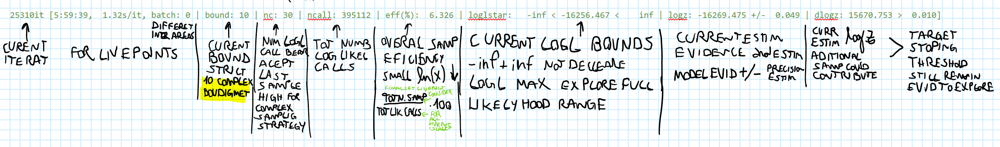 25310it [5:59:39, 1.32s/it, batch: 0 | bound: 10 | nc: 30 | ncall: 395112 | eff(%): 6.326 | loglstar: -inf < -16256.467 < inf | logz: -16269.475 +/- 0.049 | dlogz: 15670.753 > 0.010]
CURENT
ITERAT
FOR LIVEPOINTS
DIFFERET
INTER AREAS
CURENT
BOUND
STRICT
10 COMPLEX
BOUDIGMET
NUM LOGL
CALL BEFOR
ACEPT
LAST
SAMPLE
HIGH FOR
COMPLEX
SAMPLIG
STRATEGY
TOT NUMB
LOG LIKEL
CALLS
OVERAL SAMP
EFICIENCY
SMALL ln(x) ↓
FIMALSET LIVEPOINT
CONSIDER
TOT N. SAMP
.100
TOT LIK CALLS
FOR
ALL
LIVEPOINT
ISCALED
CURRENT LOGL BOUNDS
-inf + inf NOT DECLEARE
LOGL MAX EXPLORE FULL
LIKELYHOOD RANGE
CURRENT ESTIM
EVIDENCE and ESTIM
MODEL EVID +/- PRECISION
ESTIM
CURR
ESTIM log z
ADITIONAL
SAMP COULD
CONTRIBUTE
>
TARGET
STOPING
THRESHOLD
STILL REMAIN
EVID TO EXPLORE